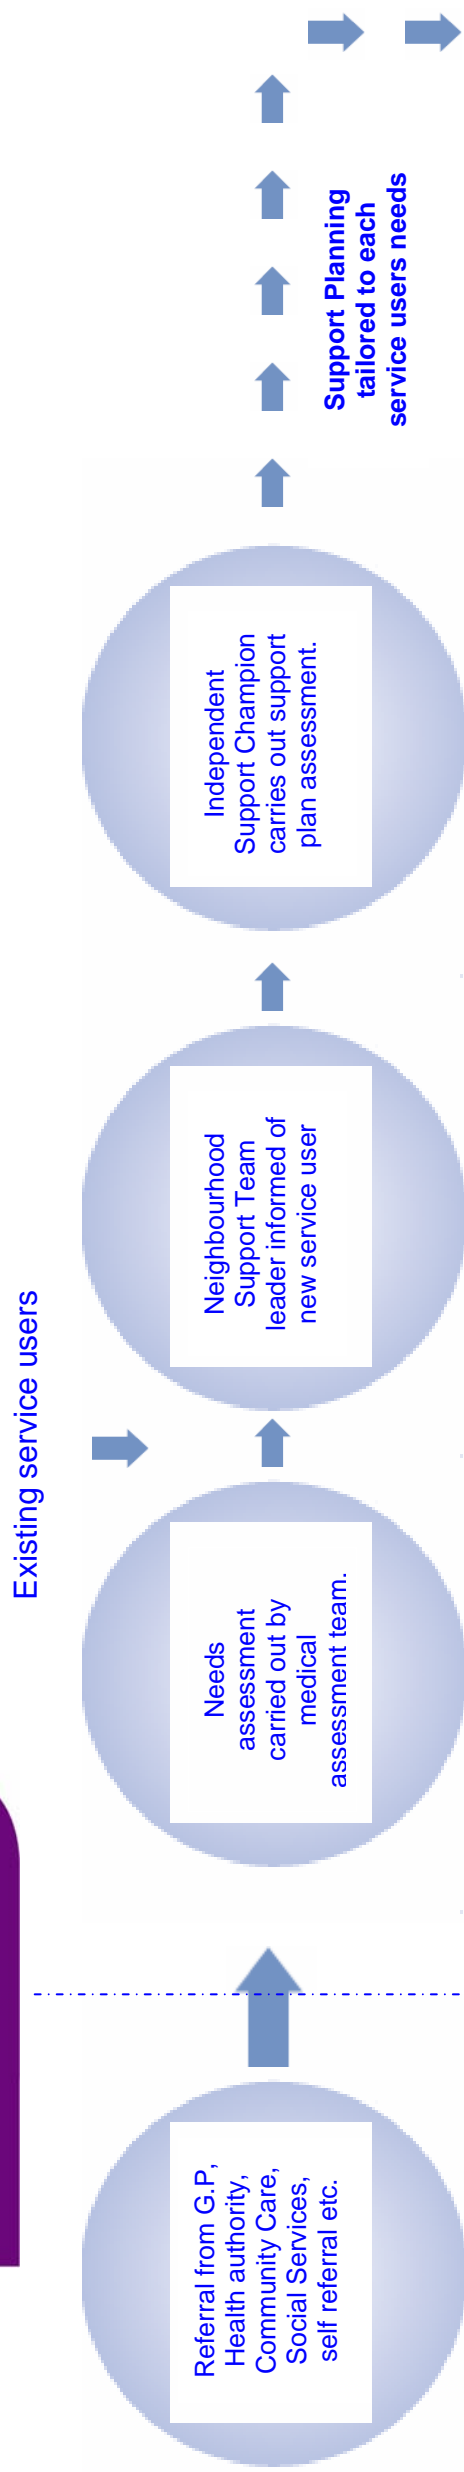 Existing service users
Referral from G.P,
Health authority,
Community Care,
Social Services,
self referral etc.
Needs
assessment
carried out by
medical
assessment team.
Neighbourhood
Support Team
leader informed of
new service user
Independent
Support Champion
carries out support
plan assessment.
Support Planning
tailored to each
service users needs